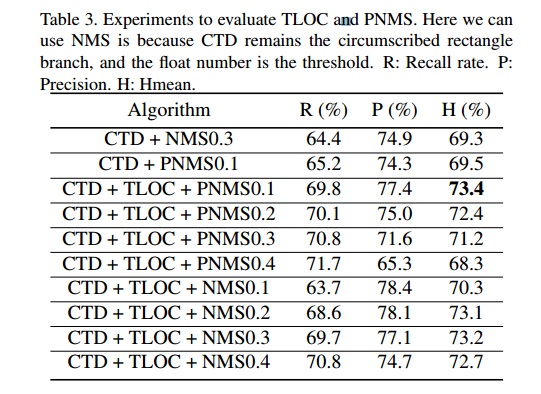 Table 3. Experiments to evaluate TLOC and PNMS. Here we can
use NMS is because CTD remains the circumscribed rectangle
branch, and the float number is the threshold. R: Recall rate. P:
Precision. H: Hmean.
Algorithm R (%) P (%) H (%)
CTD + NMS0.3 64.4 74.9 69.3
CTD + PNMS0.1 65.2 74.3 69.5
CTD + TLOC + PNMS0.1 69.8 77.4 73.4
CTD + TLOC + PNMS0.2 70.1 75.0 72.4
CTD + TLOC + PNMS0.3 70.8 71.6 71.2
CTD + TLOC + PNMS0.4 71.7 65.3 68.3
CTD + TLOC + NMS0.1 63.7 78.4 70.3
CTD + TLOC + NMS0.2 68.6 78.1 73.1
CTD + TLOC + NMS0.3 69.7 77.1 73.2
CTD + TLOC + NMS0.4 70.8 74.7 72.7